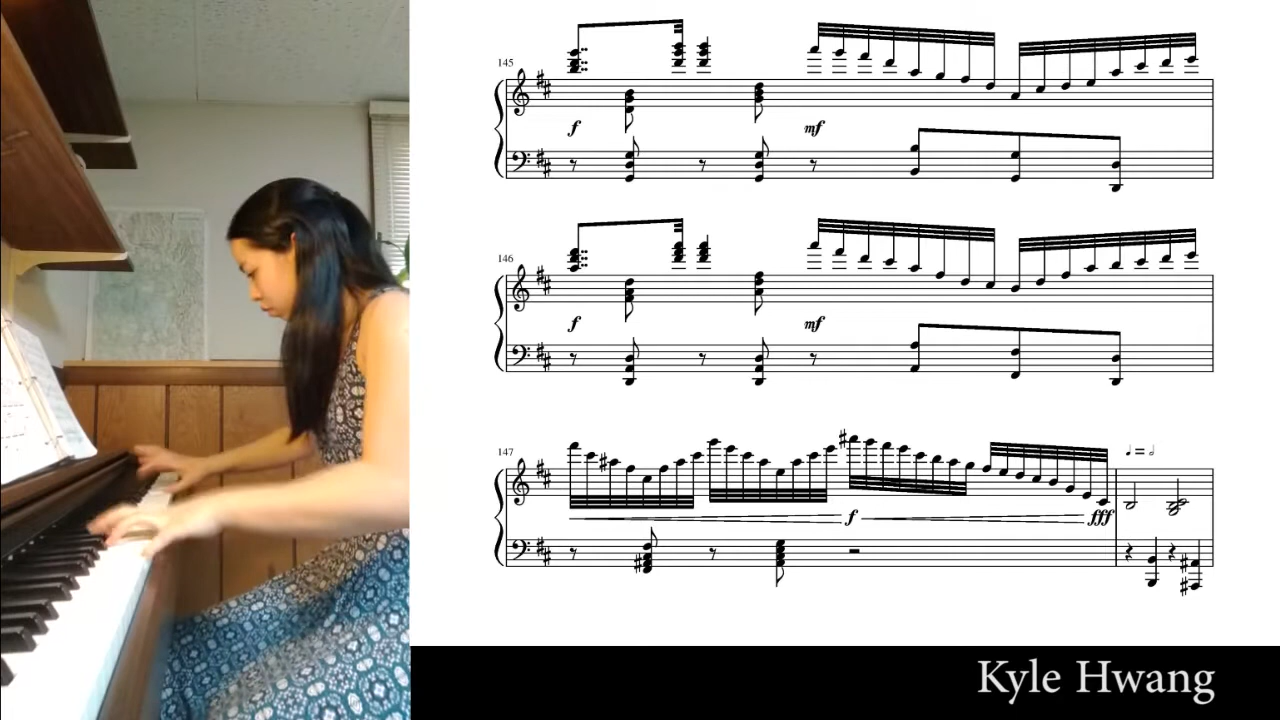 145
f
mf
146
f
mf
147
𝅘𝅥 = 𝅗𝅥
f
fff
Kyle Hwang